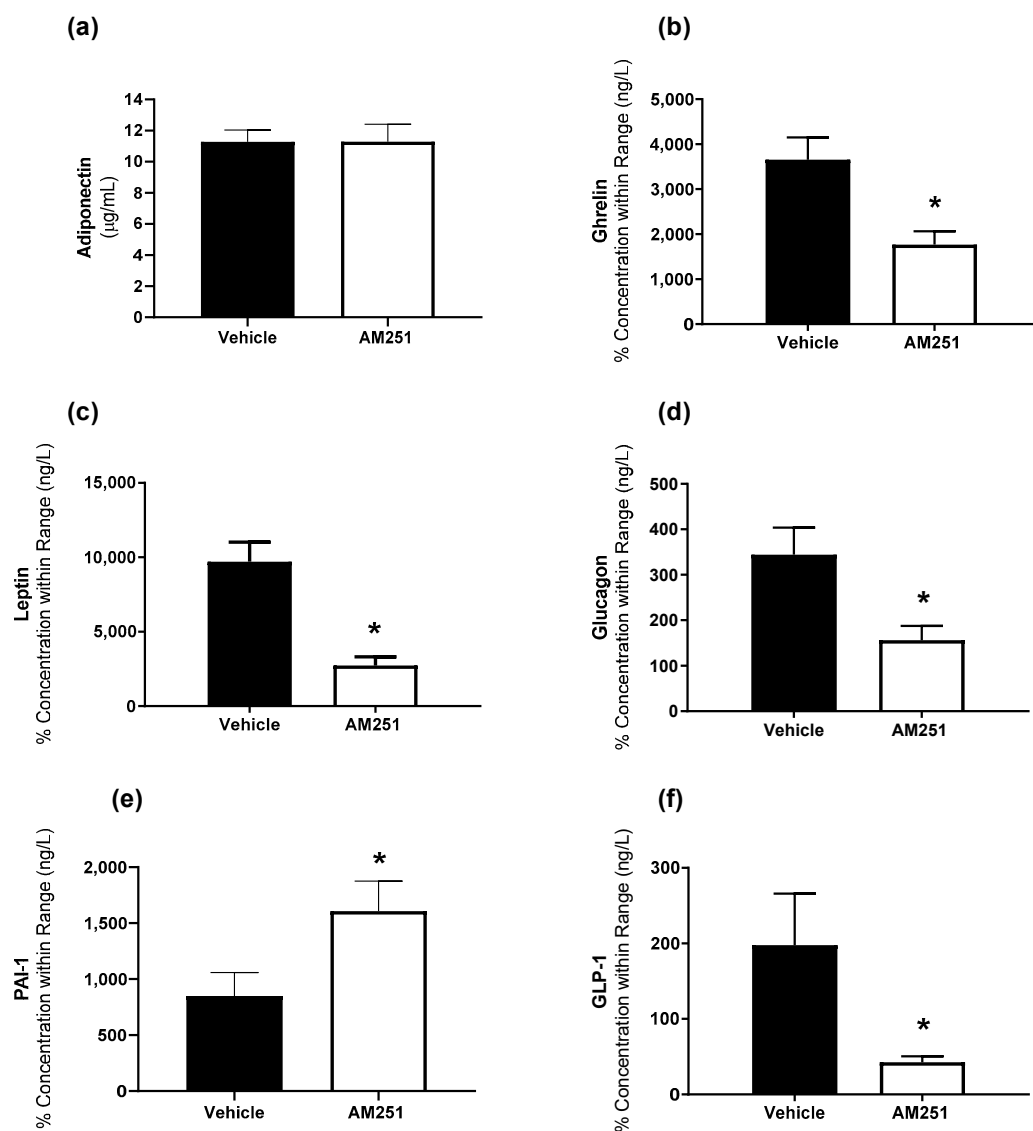 (a)
Adiponectin
(μg/mL)
14
12
10
8
6
4
2
0
Vehicle
AM251
(b)
Ghrelin
% Concentration within Range (ng/L)
5,000
4,000
3,000
2,000
1,000
0
*
Vehicle
AM251
(c)
Leptin
% Concentration within Range (ng/L)
15,000
10,000
5,000
0
*
Vehicle
AM251
(d)
Glucagon
% Concentration within Range (ng/L)
500
400
300
200
100
0
*
Vehicle
AM251
(e)
PAI-1
% Concentration within Range (ng/L)
2,000
1,500
1,000
500
0
*
Vehicle
AM251
(f)
GLP-1
% Concentration within Range (ng/L)
300
200
100
0
*
Vehicle
AM251